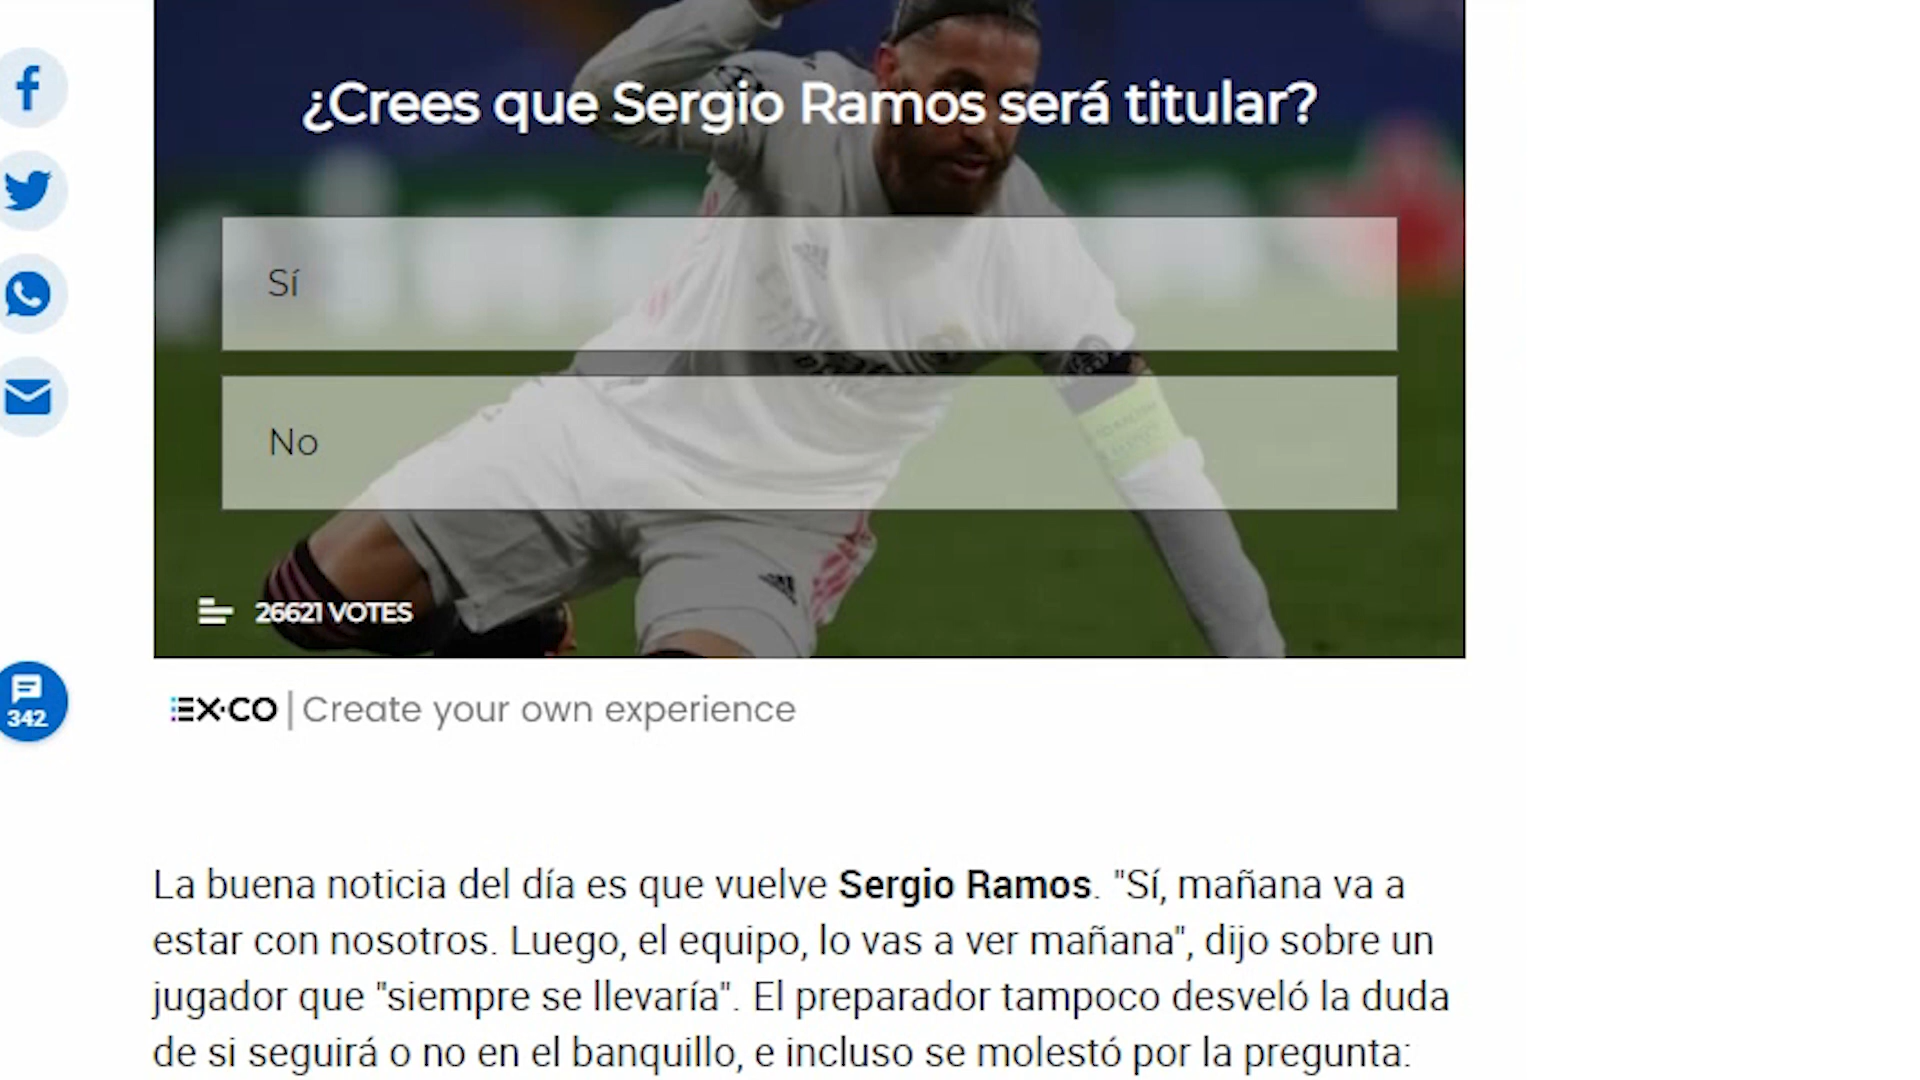 ¿Crees que Sergio Ramos será titular?
Sí
No
26621 VOTES
342
EX·CO | Create your own experience
La buena noticia del día es que vuelve Sergio Ramos. "Sí, mañana va a
estar con nosotros. Luego, el equipo, lo vas a ver mañana", dijo sobre un
jugador que "siempre se llevaría". El preparador tampoco desveló la duda
de si seguirá o no en el banquillo, e incluso se molestó por la pregunta: